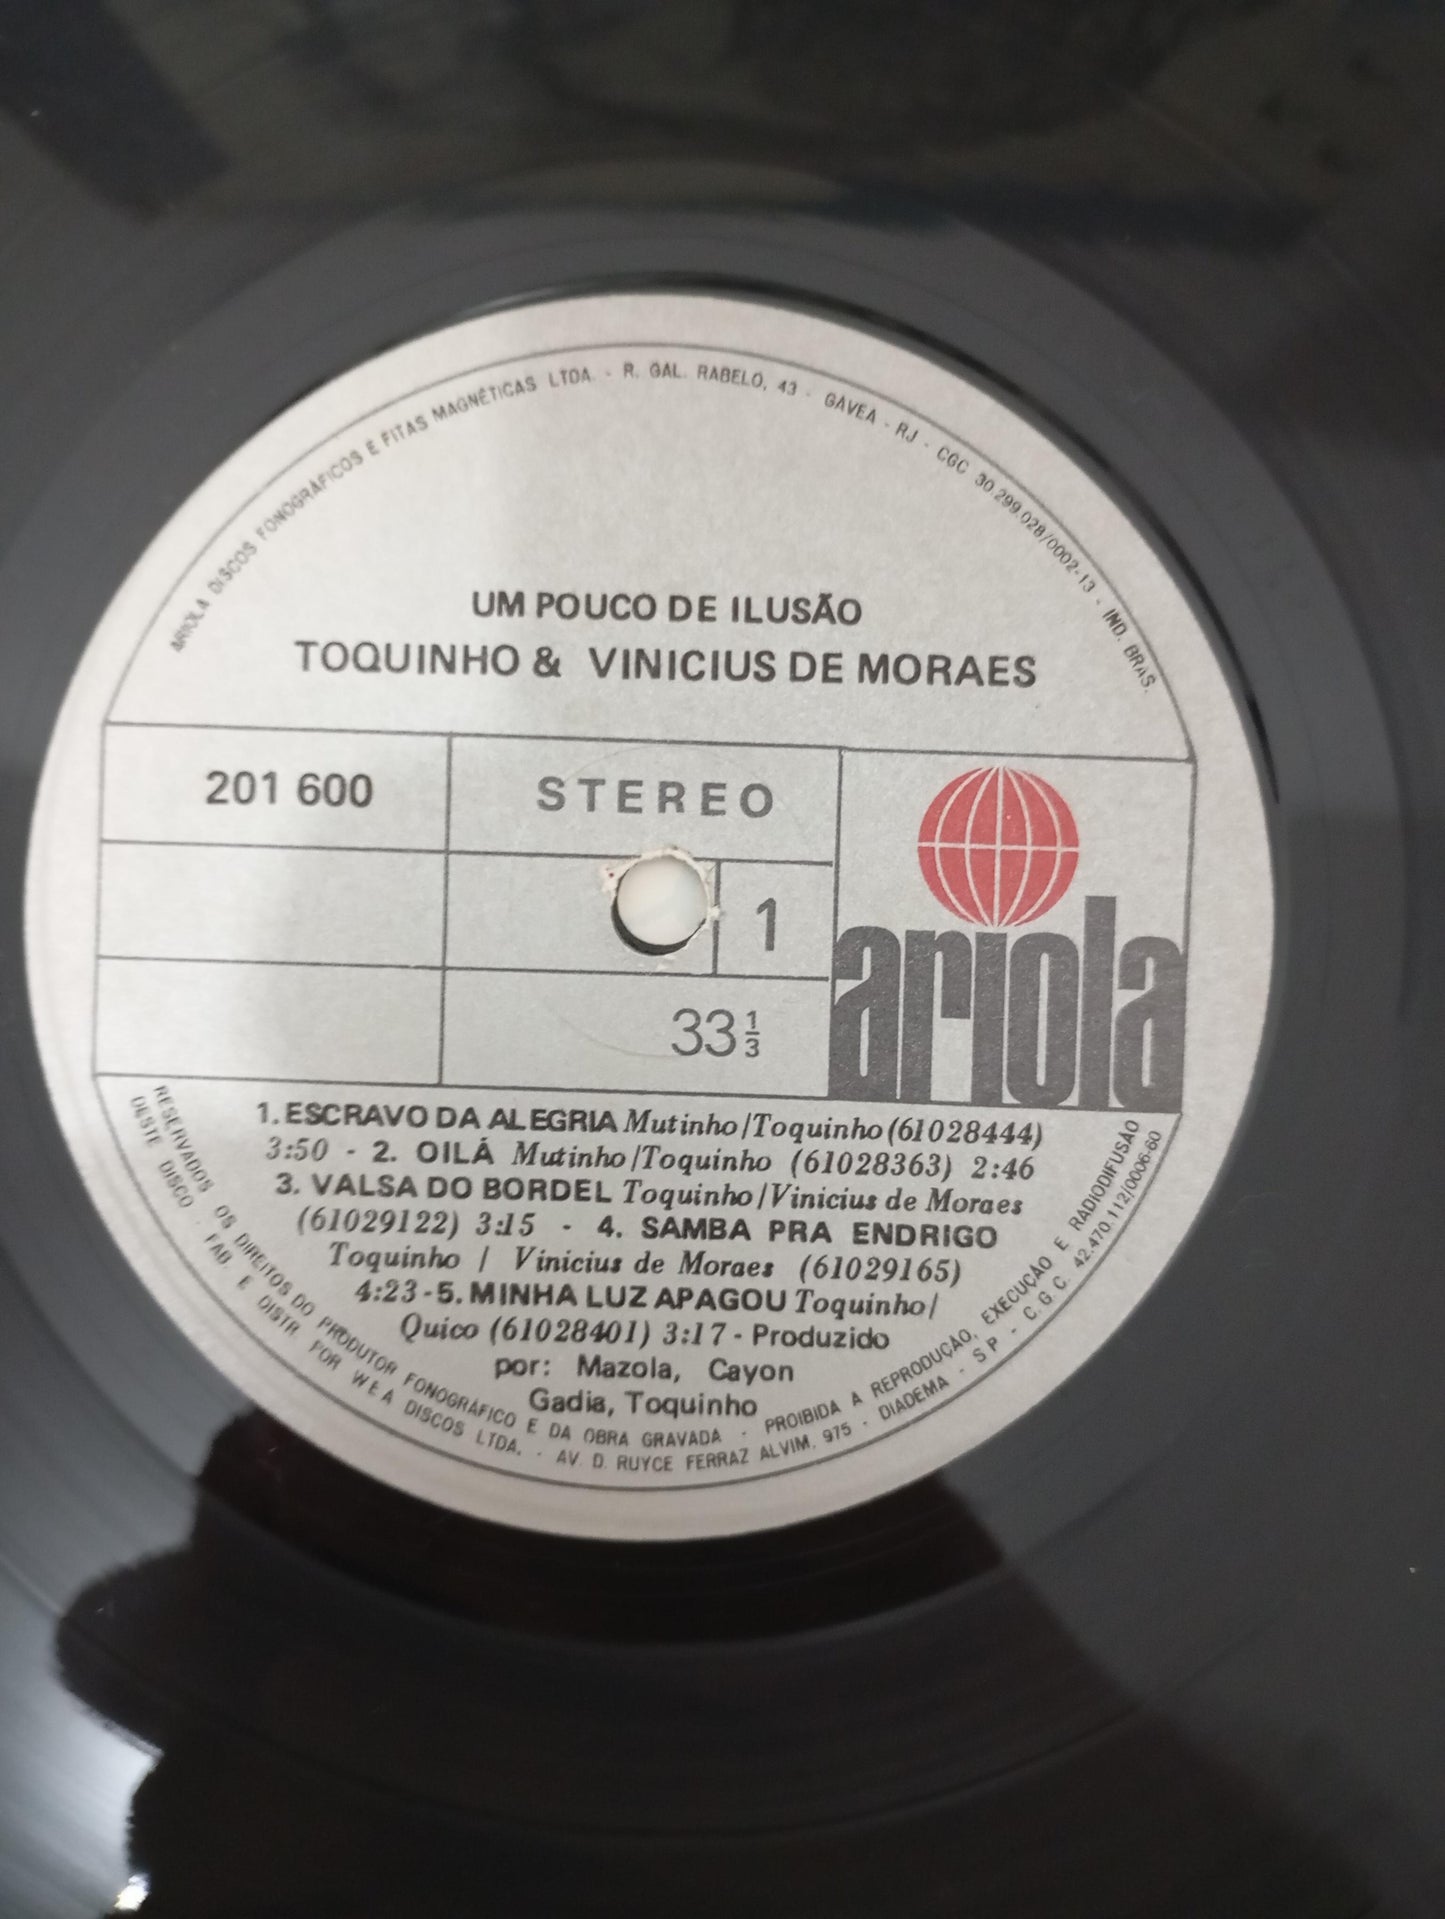 ARIOLA DISCOS FONOGRÁFICOS E FITAS MAGNÉTICAS LTDA. - R. GAL. RABELO, 43 - GAVEA - RJ - CGC 30.299.028/0002-13 - IND. BRAS.
UM POUCO DE ILUSÃO
TOQUINHO & VINICIUS DE MORAES
201 600
STEREO
1
33 1/3
ariola
1. ESCRAVO DA ALEGRIA Mutinho/Toquinho (61028444)
3:50 - 2. OILÁ Mutinho/Toquinho (61028363) 2:46
3. VALSA DO BORDEL Toquinho/Vinicius de Moraes
(61029122) 3:15 - 4. SAMBA PRA ENDRIGO
Toquinho / Vinicius de Moraes (61029165)
4:23 - 5. MINHA LUZ APAGOU Toquinho/
Quico (61028401) 3:17 - Produzido
por: Mazola, Cayon
Gadia, Toquinho
RESERVADOS OS DIREITOS DO PRODUTOR FONOGRÁFICO E DA OBRA GRAVADA - PROIBIDA A REPRODUÇÃO, EXECUÇÃO E RADIODIFUSÃO
DESTE DISCO - FAB. E DISTR. POR WEA DISCOS LTDA. - AV. D. RUYCE FERRAZ ALVIM, 975 - DIADEMA - SP - C.G.C. 42.470.112/0006-60